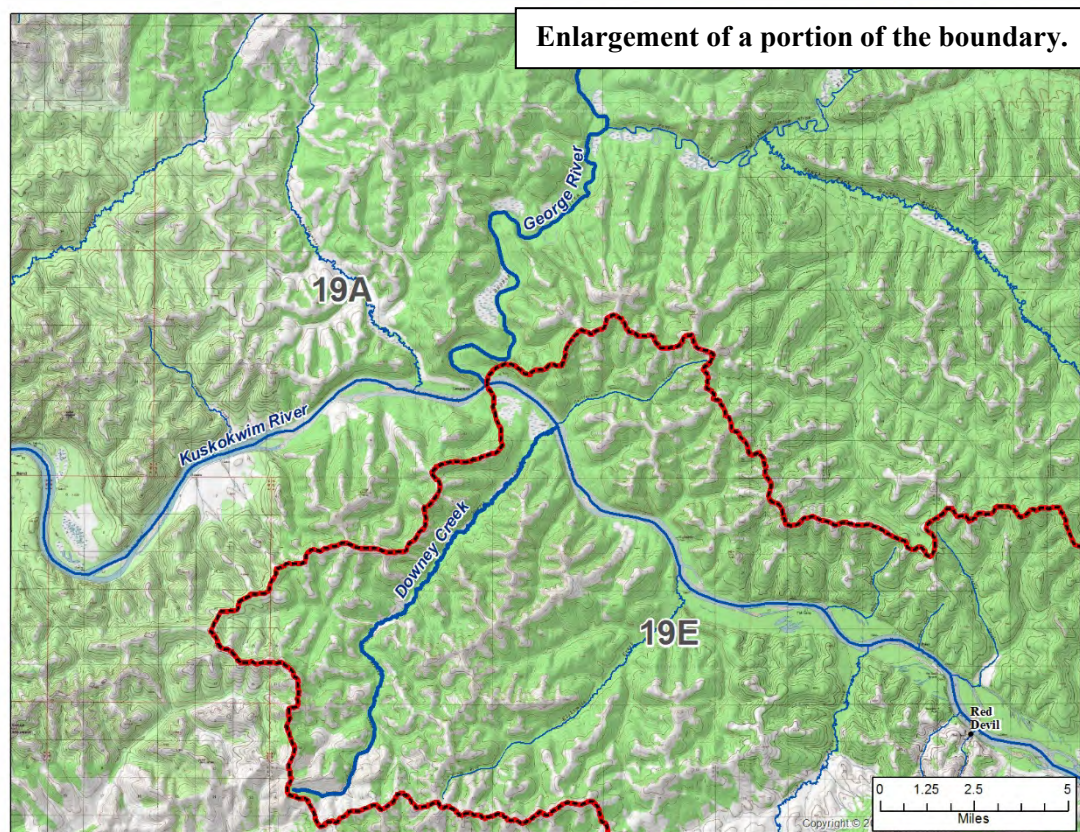 Enlargement of a portion of the boundary.
George River
19A
Kuskokwim River
Downey Creek
19E
Red
Devil
0 1.25 2.5 5
Miles
Copyright ©